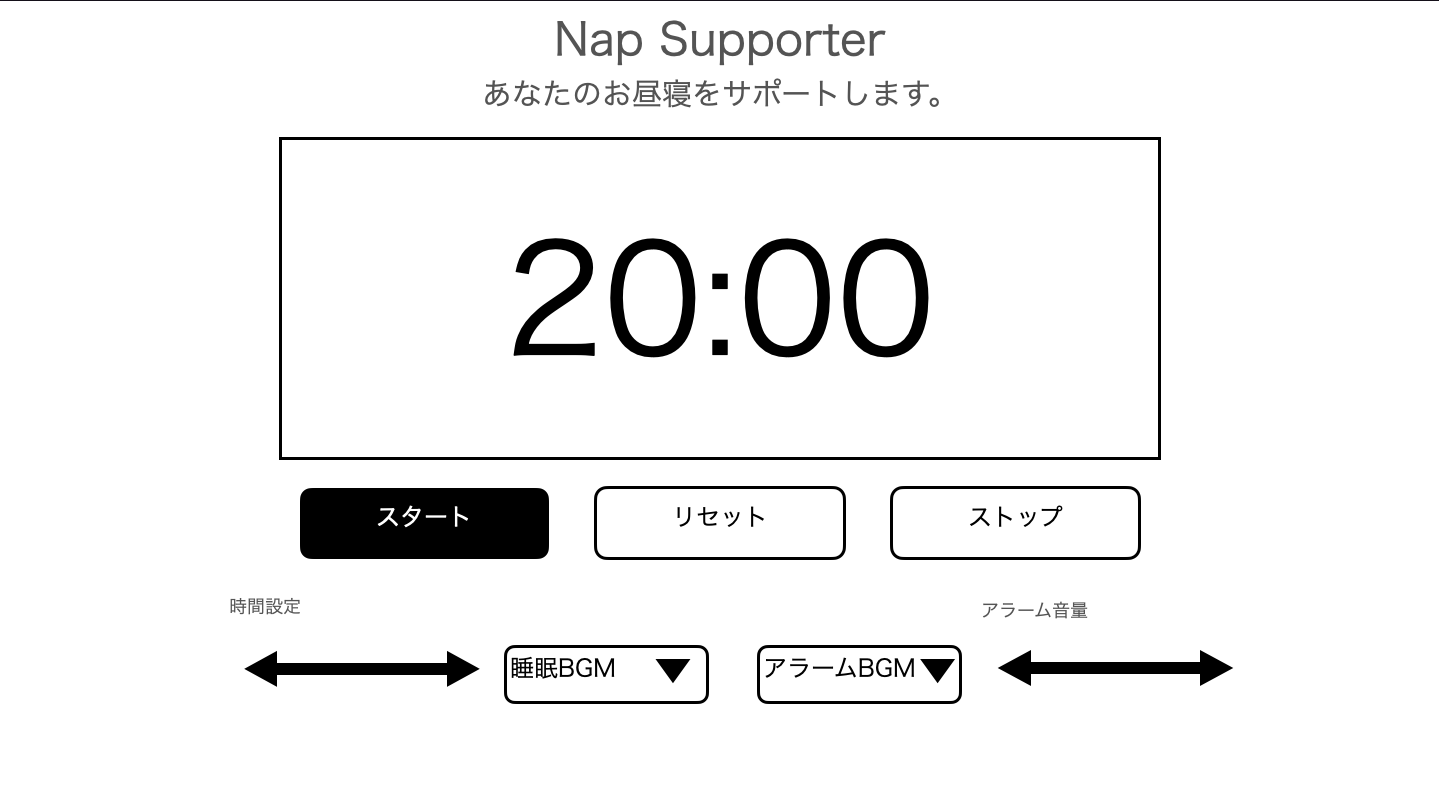 Nap Supporter
あなたのお昼寝をサポートします。
20:00
スタート
リセット
ストップ
時間設定
アラーム音量
睡眠BGM
アラームBGM